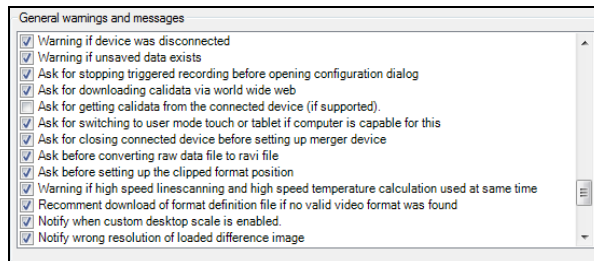 General warnings and messages
Warning if device was disconnected
Warning if unsaved data exists
Ask for stopping triggered recording before opening configuration dialog
Ask for downloading calidata via world wide web
Ask for getting calidata from the connected device (if supported).
Ask for switching to user mode touch or tablet if computer is capable for this
Ask for closing connected device before setting up merger device
Ask before converting raw data file to ravi file
Ask before setting up the clipped format position
Warning if high speed linescanning and high speed temperature calculation used at same time
Recomment download of format definition file if no valid video format was found
Notify when custom desktop scale is enabled.
Notify wrong resolution of loaded difference image